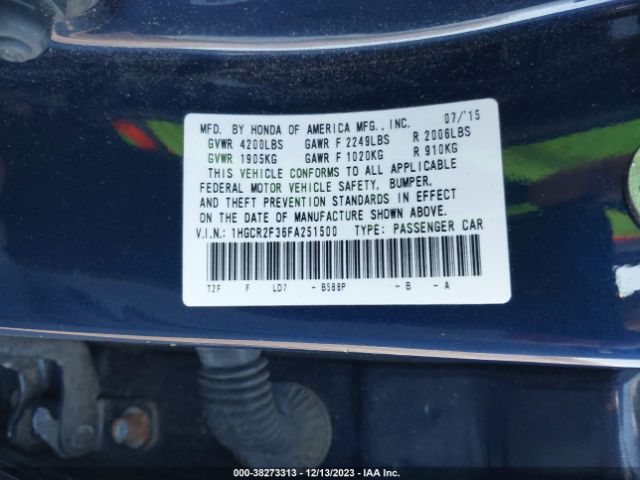 MFD. BY HONDA OF AMERICA MFG., INC. 07/'15
GVWR 4200LBS GAWR F 2249LBS R 2006LBS
GVWR 1905KG GAWR F 1020KG R 910KG
THIS VEHICLE CONFORMS TO ALL APPLICABLE
FEDERAL MOTOR VEHICLE SAFETY, BUMPER,
AND THEFT PREVENTION STANDARDS IN EFFECT
ON THE DATE OF MANUFACTURE SHOWN ABOVE.
V.I.N.: 1HGCR2F36FA251500 TYPE: PASSENGER CAR
T2F F LD7 - B588P - B - A
000-38273313 - 12/13/2023 - IAA Inc.